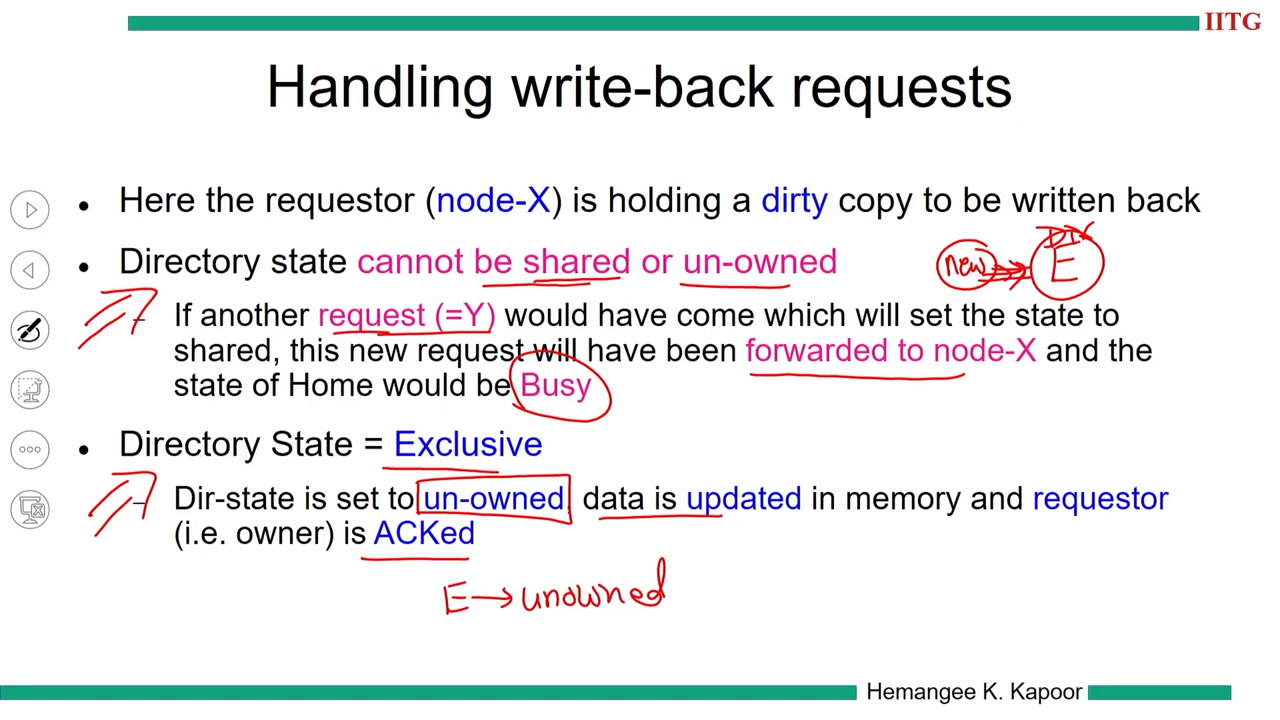 IITG
Handling write-back requests
• Here the requestor (node-X) is holding a dirty copy to be written back
• Directory state cannot be shared or un-owned
new Dir E
– If another request (=Y) would have come which will set the state to
shared, this new request will have been forwarded to node-X and the
state of Home would be Busy
• Directory State = Exclusive
– Dir-state is set to un-owned, data is updated in memory and requestor
(i.e. owner) is ACKed
E → unowned
Hemangee K. Kapoor